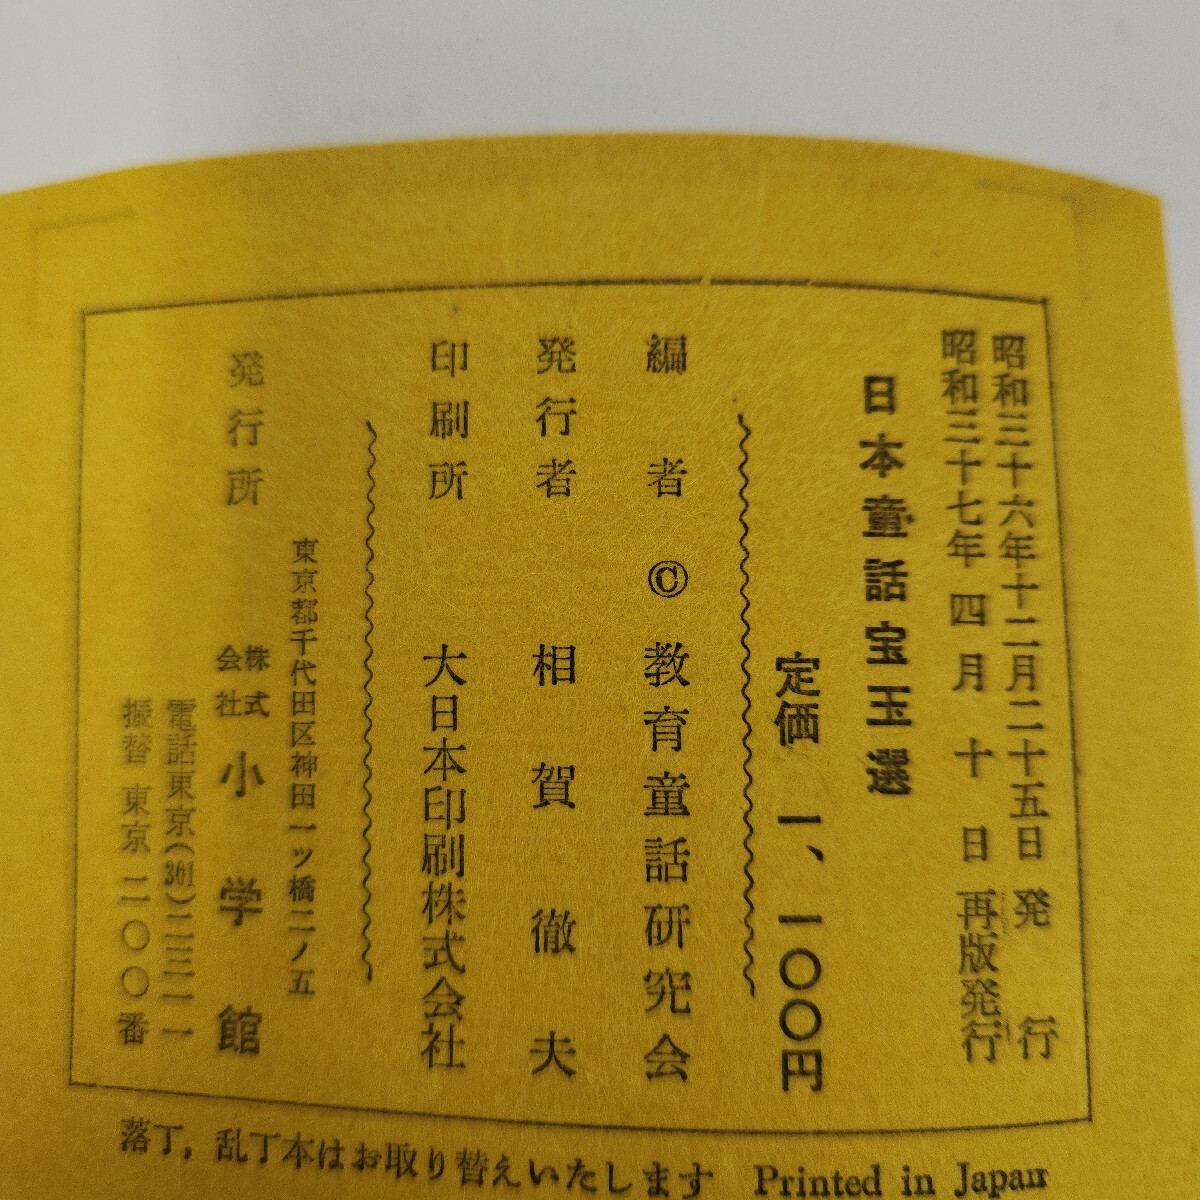 昭和三十六年十二月二十五日 発行
昭和三十七年 四月 十日 再版発行
日本童話宝玉選
定価 一、一〇〇円
編者 © 教育童話研究会
発行者 相賀徹夫
印刷所 大日本印刷株式会社
東京都千代田区神田一ッ橋二ノ五
発行所 株式会社 小学館
電話東京(301)二三一一
振替 東京 二〇〇番
落丁，乱丁本はお取り替えいたします Printed in Japan